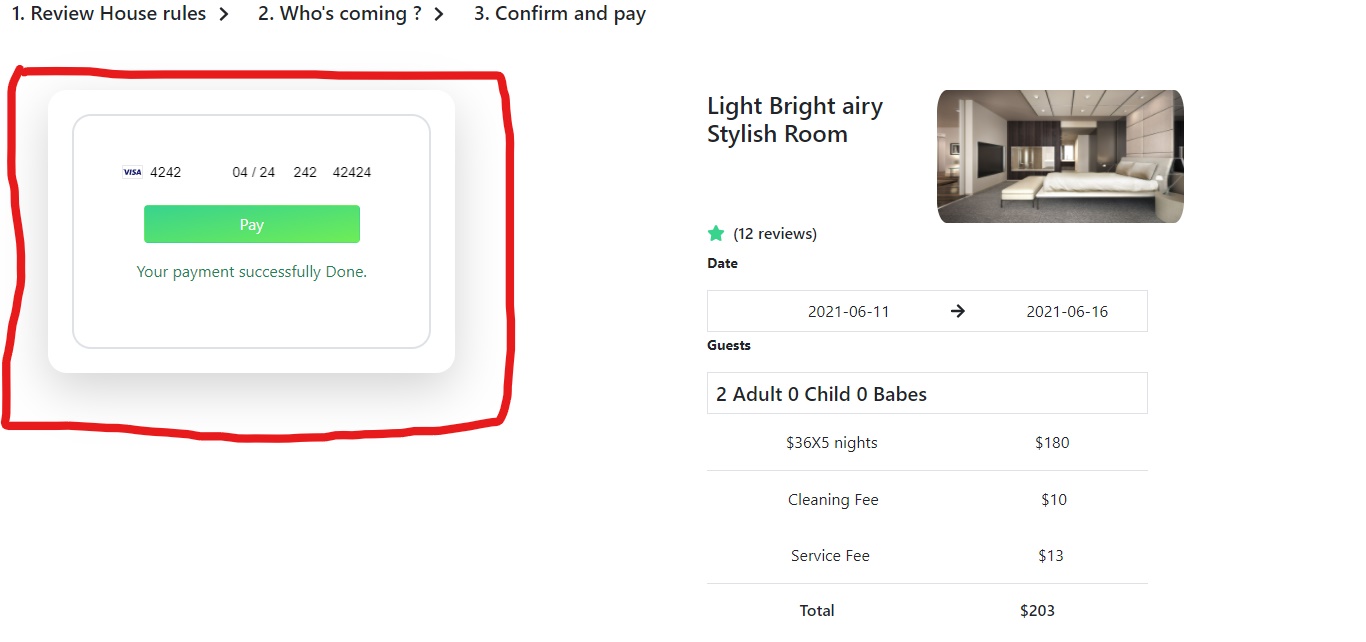 1. Review House rules 2. Who's coming ? 3. Confirm and pay
VISA 4242 04 / 24 242 42424
Pay
Your payment successfully Done.
Light Bright airy
Stylish Room
(12 reviews)
Date
2021-06-11 2021-06-16
Guests
2 Adult 0 Child 0 Babes
$36X5 nights $180
Cleaning Fee $10
Service Fee $13
Total $203